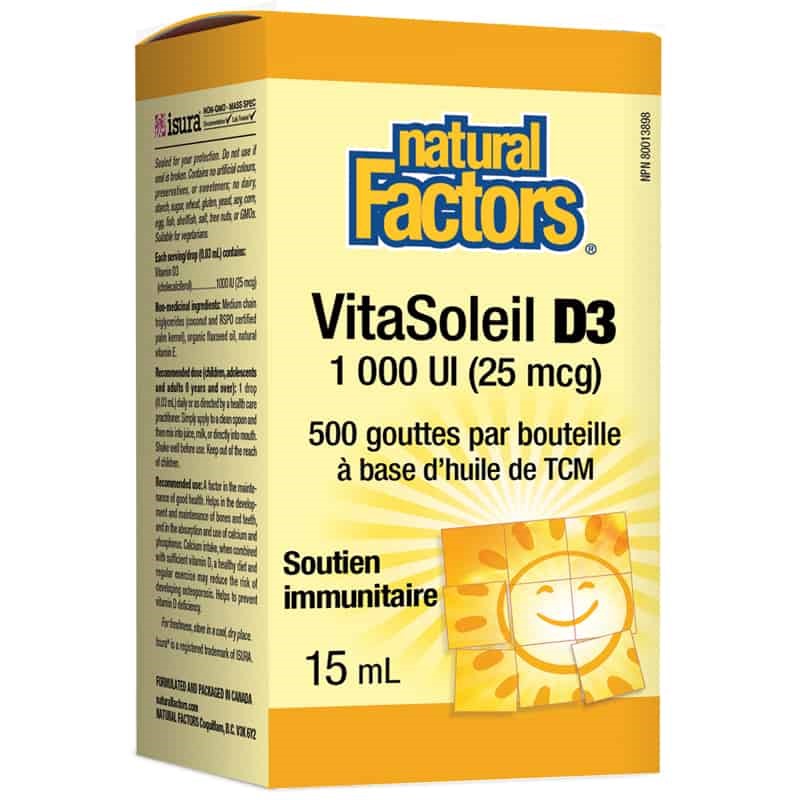 isura
NON-GMO • MASS SPEC
Documentation ✓ Lab Tested ✓
Sealed for your protection. Do not use if
seal is broken. Contains no artificial colours,
preservatives, or sweeteners; no dairy,
starch, sugar, wheat, gluten, yeast, soy, corn,
egg, fish, shellfish, salt, tree nuts, or GMOs.
Suitable for vegetarians
Each serving/drop (0.03 mL) contains:
Vitamin D3
(cholecalciferol)..............1000 IU (25 mcg)
Non-medicinal ingredients: Medium chain
triglycerides (coconut and RSPO certified
palm kernel), organic flaxseed oil, natural
vitamin E.
Recommended dose (children, adolescents
and adults 0 years and over): 1 drop
(0.03 mL) daily or as directed by a health care
practitioner. Simply apply to a clean spoon and
then mix into juice, milk, or directly into mouth.
Shake well before use. Keep out of the reach
of children.
Recommended use: A factor in the mainte-
nance of good health. Helps in the develop-
ment and maintenance of bones and teeth,
and in the absorption and use of calcium and
phosphorus. Calcium intake, when combined
with sufficient vitamin D, a healthy diet and
regular exercise may reduce the risk of
developing osteoporosis. Helps to prevent
vitamin D deficiency.
For freshness, store in a cool, dry place.
Isura® is a registered trademark of ISURA.
FORMULATED AND PACKAGED IN CANADA
naturalfactors.com
NATURAL FACTORS Coquitlam, B.C. V3K 6Y2
NPN 80013898
natural
Factors®
VitaSoleil D3
1 000 UI (25 mcg)
500 gouttes par bouteille
à base d'huile de TCM
Soutien
immunitaire
15 mL